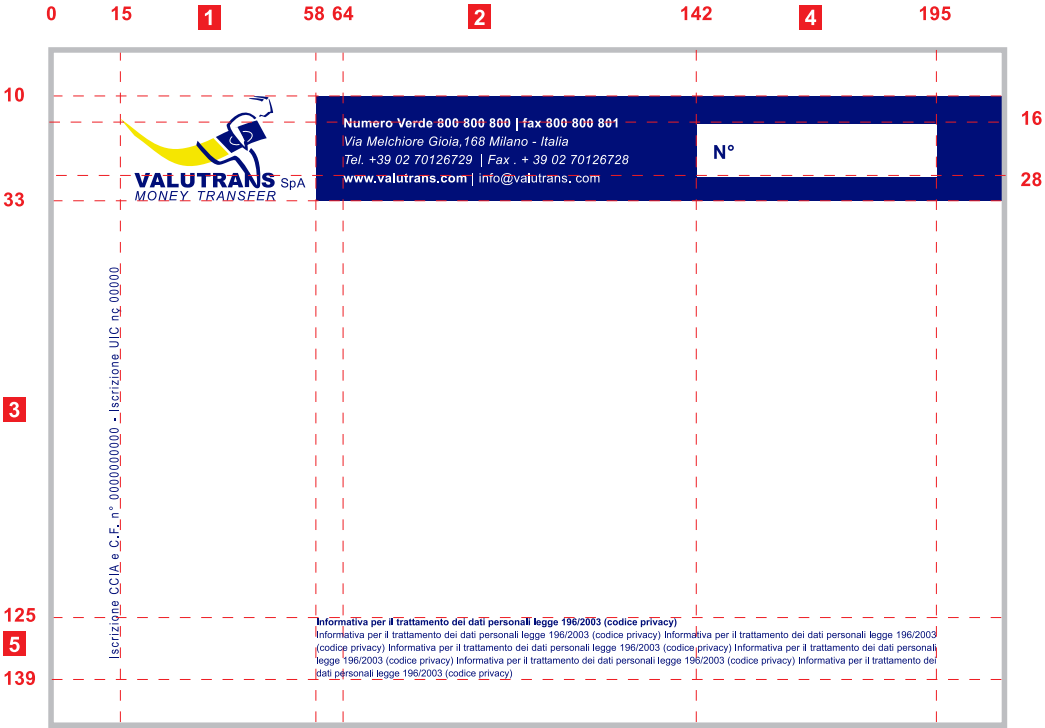 0 15 1 58 64 2 142 4 195
10
16
Numero Verde 800 800 800 | fax 800 800 801
Via Melchiore Gioia,168 Milano - Italia
Tel. +39 02 70126729 | Fax . + 39 02 70126728
www.valutrans.com | info@valutrans. com
N°
VALUTRANS SpA
MONEY TRANSFER
28
33
Iscrizione CCIA e C.F. n° 0000000000 - Iscrizione UIC nc 00000
3
125
Informativa per il trattamento dei dati personali legge 196/2003 (codice privacy)
Informativa per il trattamento dei dati personali legge 196/2003 (codice privacy) Informativa per il trattamento dei dati personali legge 196/2003
(codice privacy) Informativa per il trattamento dei dati personali legge 196/2003 (codice privacy) Informativa per il trattamento dei dati personali
legge 196/2003 (codice privacy) Informativa per il trattamento dei dati personali legge 196/2003 (codice privacy) Informativa per il trattamento dei
dati personali legge 196/2003 (codice privacy)
5
139